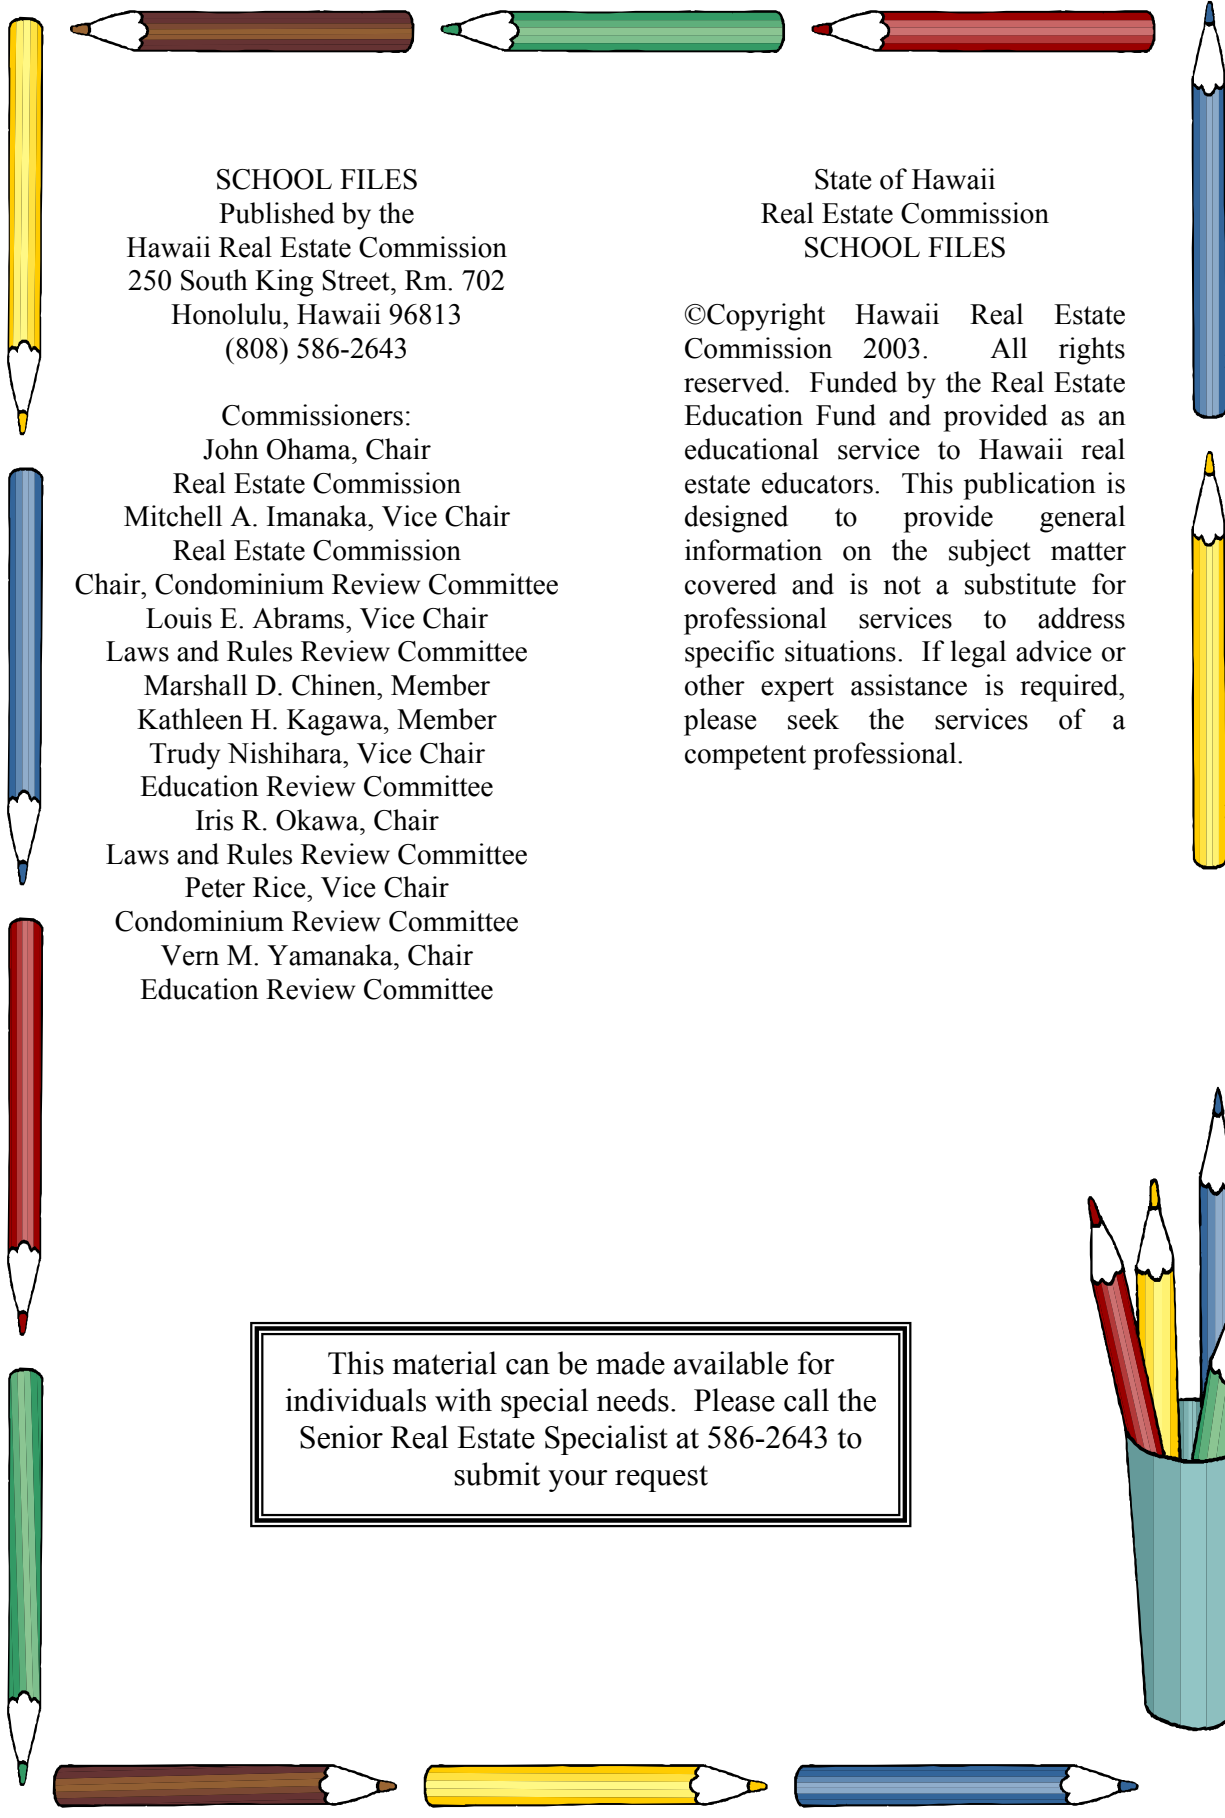 SCHOOL FILES
Published by the
Hawaii Real Estate Commission
250 South King Street, Rm. 702
Honolulu, Hawaii 96813
(808) 586-2643
Commissioners:
John Ohama, Chair
Real Estate Commission
Mitchell A. Imanaka, Vice Chair
Real Estate Commission
Chair, Condominium Review Committee
Louis E. Abrams, Vice Chair
Laws and Rules Review Committee
Marshall D. Chinen, Member
Kathleen H. Kagawa, Member
Trudy Nishihara, Vice Chair
Education Review Committee
Iris R. Okawa, Chair
Laws and Rules Review Committee
Peter Rice, Vice Chair
Condominium Review Committee
Vern M. Yamanaka, Chair
Education Review Committee
State of Hawaii
Real Estate Commission
SCHOOL FILES
©Copyright Hawaii Real Estate
Commission 2003. All rights
reserved. Funded by the Real Estate
Education Fund and provided as an
educational service to Hawaii real
estate educators. This publication is
designed to provide general
information on the subject matter
covered and is not a substitute for
professional services to address
specific situations. If legal advice or
other expert assistance is required,
please seek the services of a
competent professional.
This material can be made available for
individuals with special needs. Please call the
Senior Real Estate Specialist at 586-2643 to
submit your request